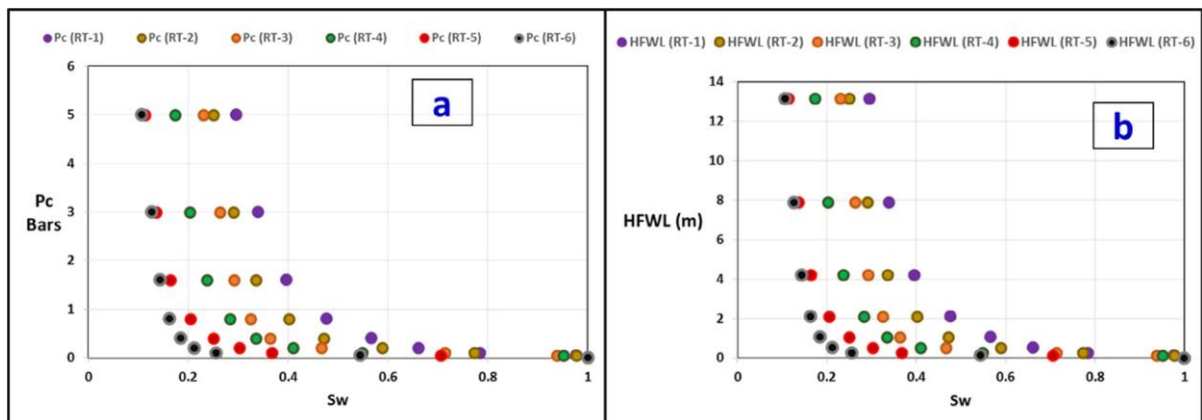 Pc (RT-1) Pc (RT-2) Pc (RT-3) Pc (RT-4) Pc (RT-5) Pc (RT-6)
6
5
4
3
2
1
0
Pc
Bars
a
0 0.2 0.4 0.6 0.8 1
Sw
HFWL (RT-1) HFWL (RT-2) HFWL (RT-3) HFWL (RT-4) HFWL (RT-5) HFWL (RT-6)
14
12
10
8
6
4
2
0
HFWL (m)
b
0 0.2 0.4 0.6 0.8 1
Sw